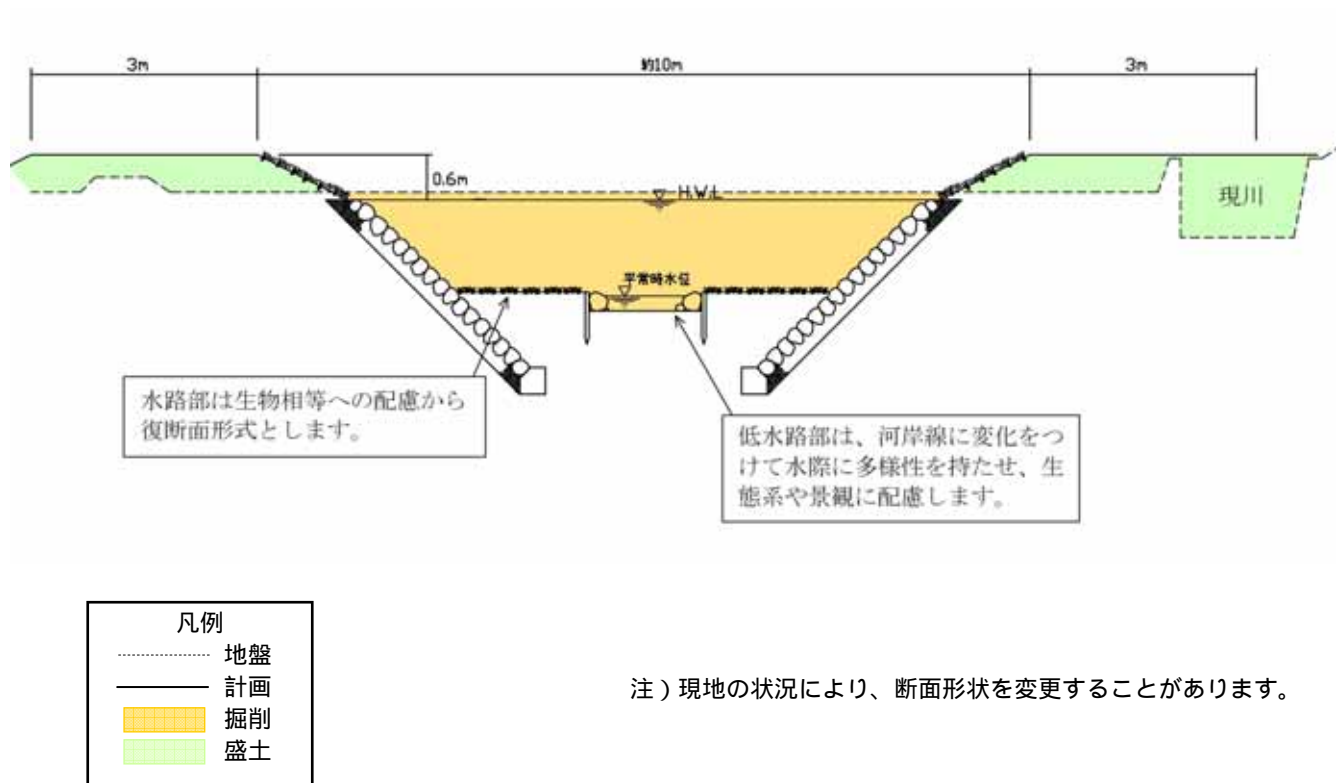 3m
約10m
3m
0.6m
H.W.L
現川
平常時水位
水路部は生物相等への配慮から
復断面形式とします。
低水路部は、河岸線に変化をつ
けて水際に多様性を持たせ、生
態系や景観に配慮します。
凡例
地盤
計画
掘削
盛土
注）現地の状況により、断面形状を変更することがあります。